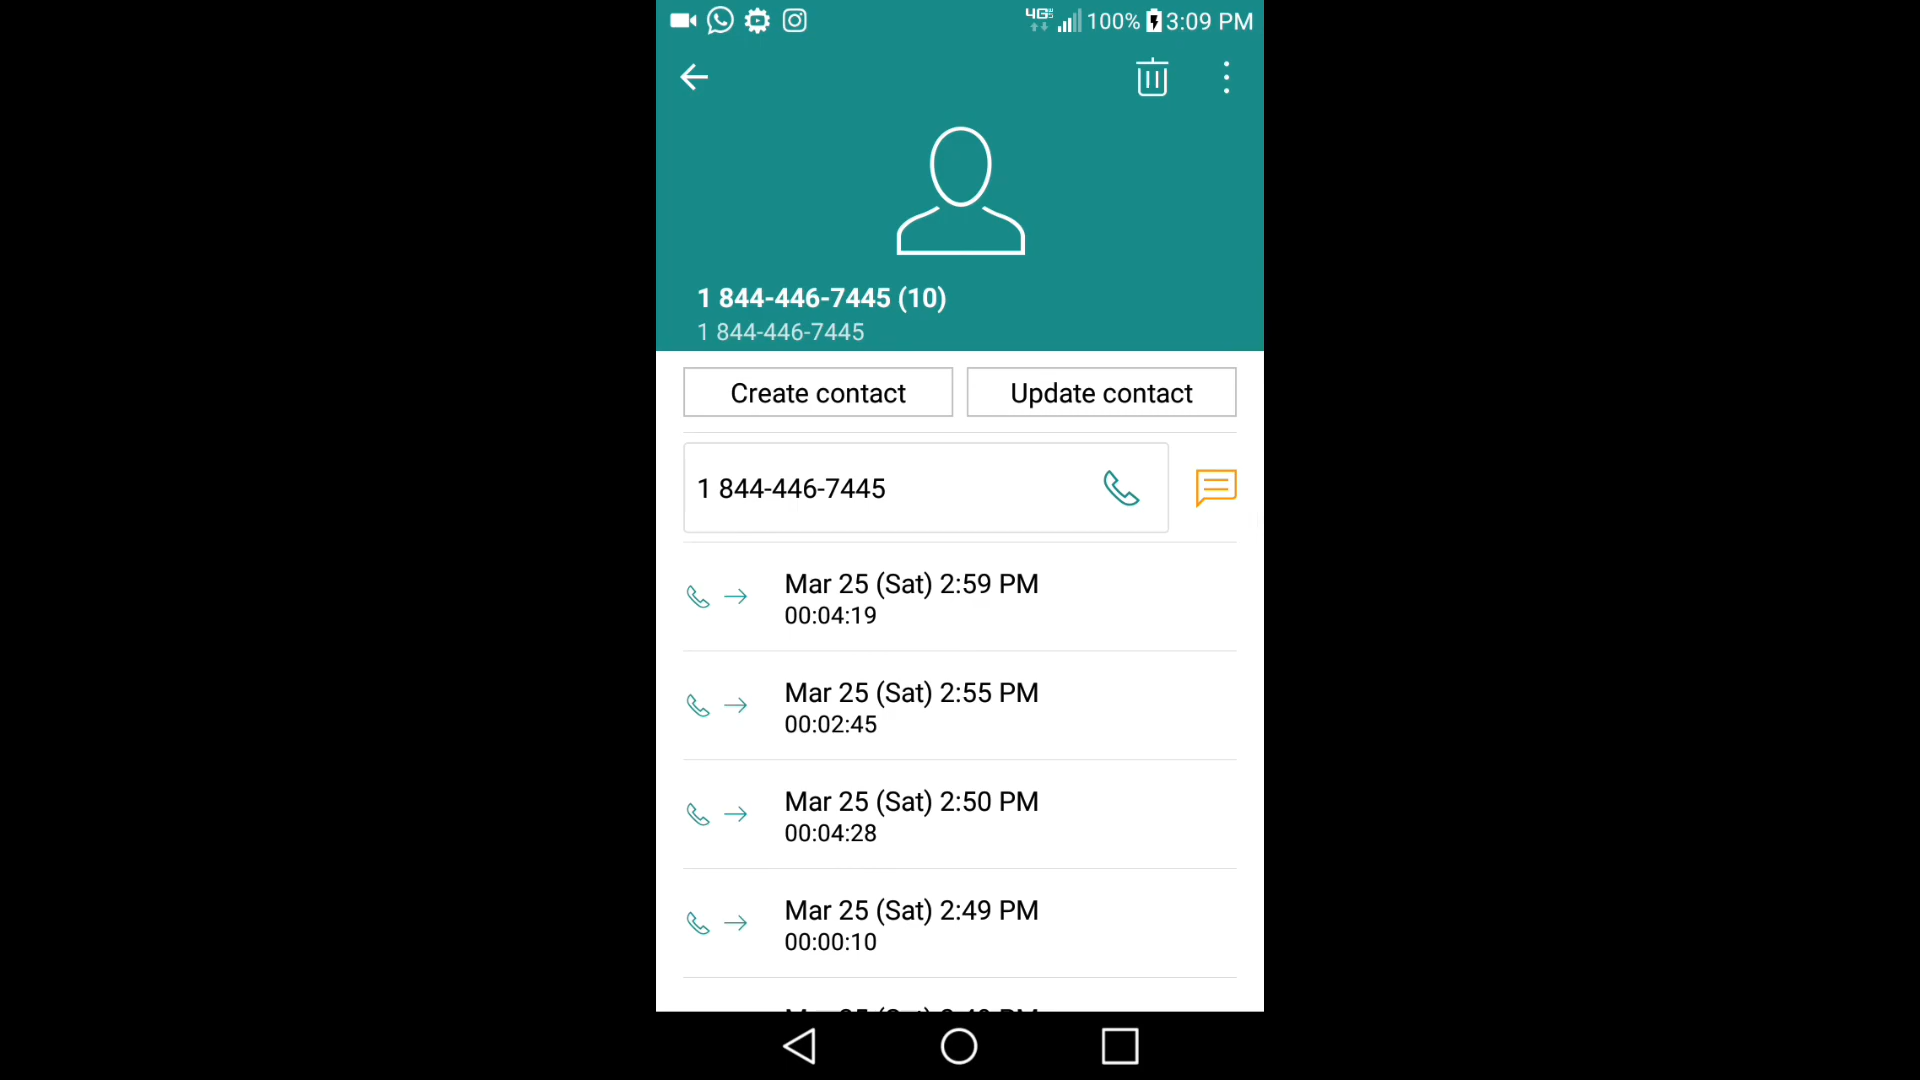 4G 100% 3:09 PM
1 844-446-7445 (10)
1 844-446-7445
Create contact Update contact
1 844-446-7445
Mar 25 (Sat) 2:59 PM
00:04:19
Mar 25 (Sat) 2:55 PM
00:02:45
Mar 25 (Sat) 2:50 PM
00:04:28
Mar 25 (Sat) 2:49 PM
00:00:10